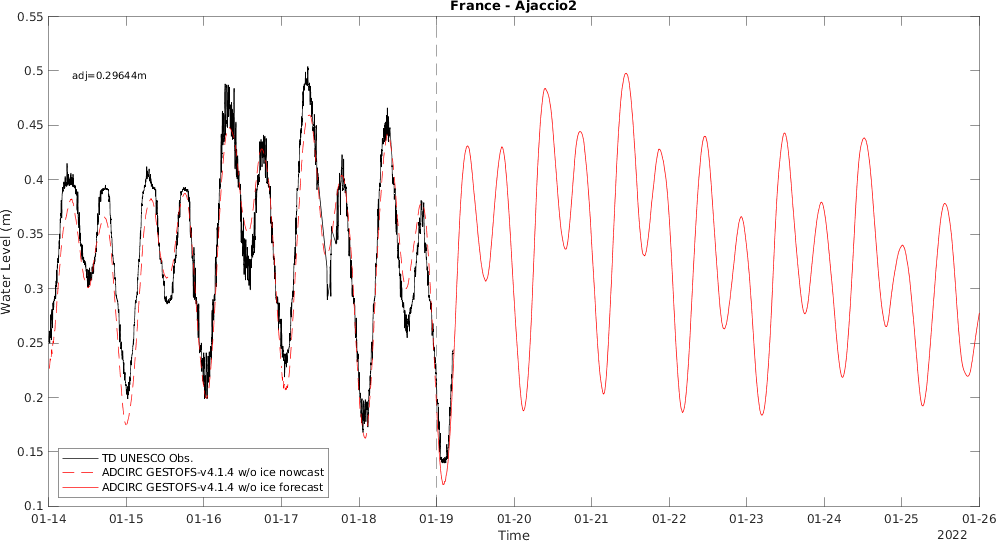 France - Ajaccio2
0.55
0.5
0.45
0.4
0.35
0.3
0.25
0.2
0.15
0.1
Water Level (m)
adj=0.29644m
TD UNESCO Obs.
ADCIRC GESTOFS-v4.1.4 w/o ice nowcast
ADCIRC GESTOFS-v4.1.4 w/o ice forecast
01-14 01-15 01-16 01-17 01-18 01-19 01-20 01-21 01-22 01-23 01-24 01-25 01-26
Time
2022